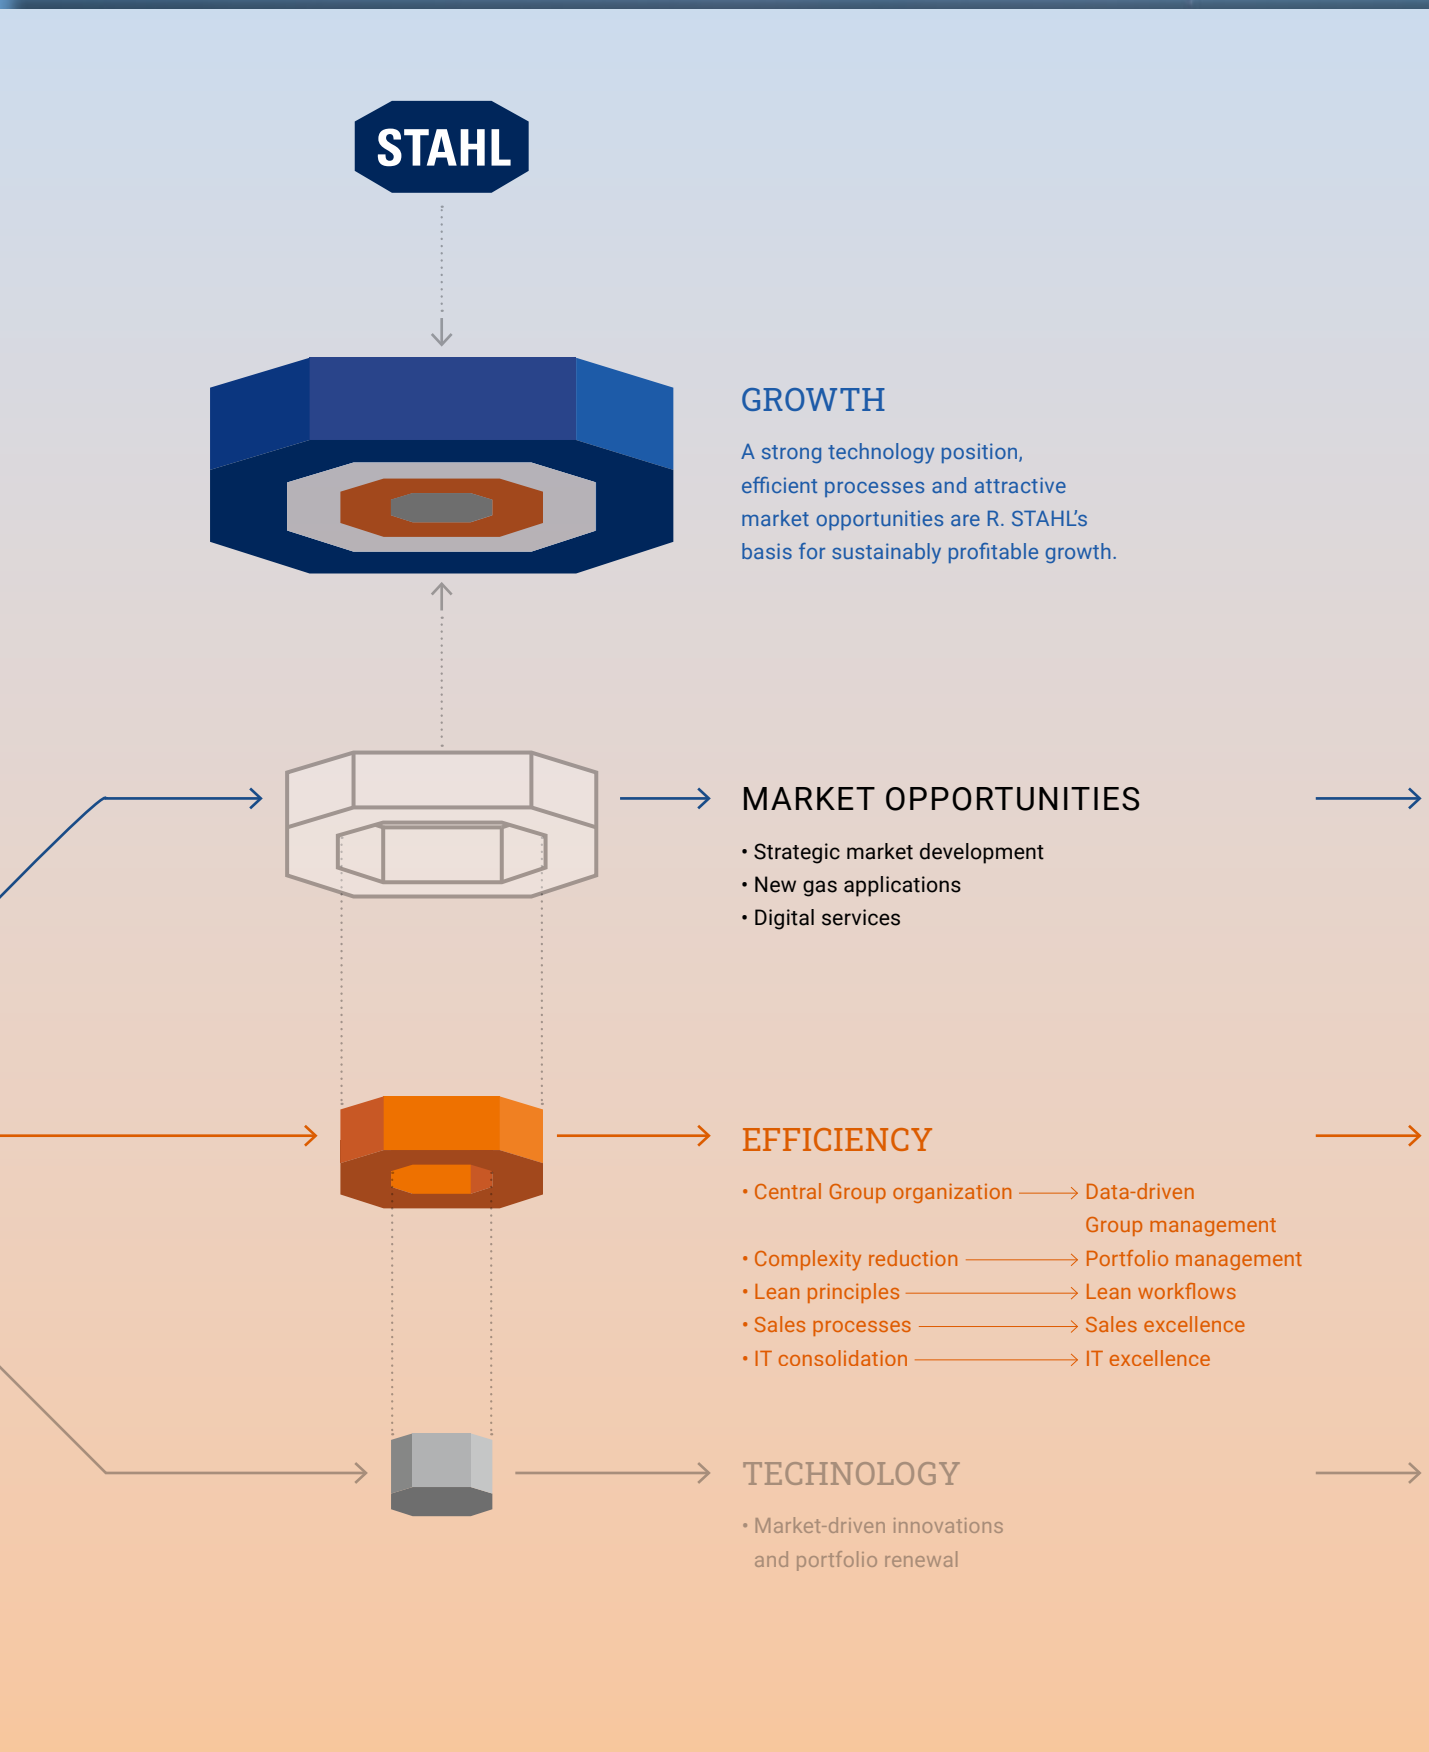 STAHL
GROWTH
A strong technology position,
efficient processes and attractive
market opportunities are R. STAHL’s
basis for sustainably profitable growth.
MARKET OPPORTUNITIES
• Strategic market development
• New gas applications
• Digital services
EFFICIENCY
• Central Group organization → Data-driven
Group management
• Complexity reduction → Portfolio management
• Lean principles → Lean workflows
• Sales processes → Sales excellence
• IT consolidation → IT excellence
TECHNOLOGY
• Market-driven innovations
and portfolio renewal